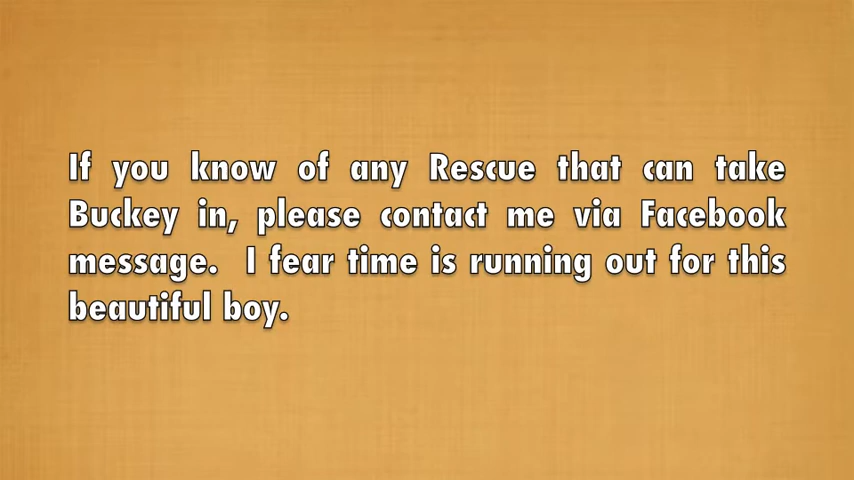 If you know of any Rescue that can take
Buckey in, please contact me via Facebook
message.  I fear time is running out for this
beautiful boy.